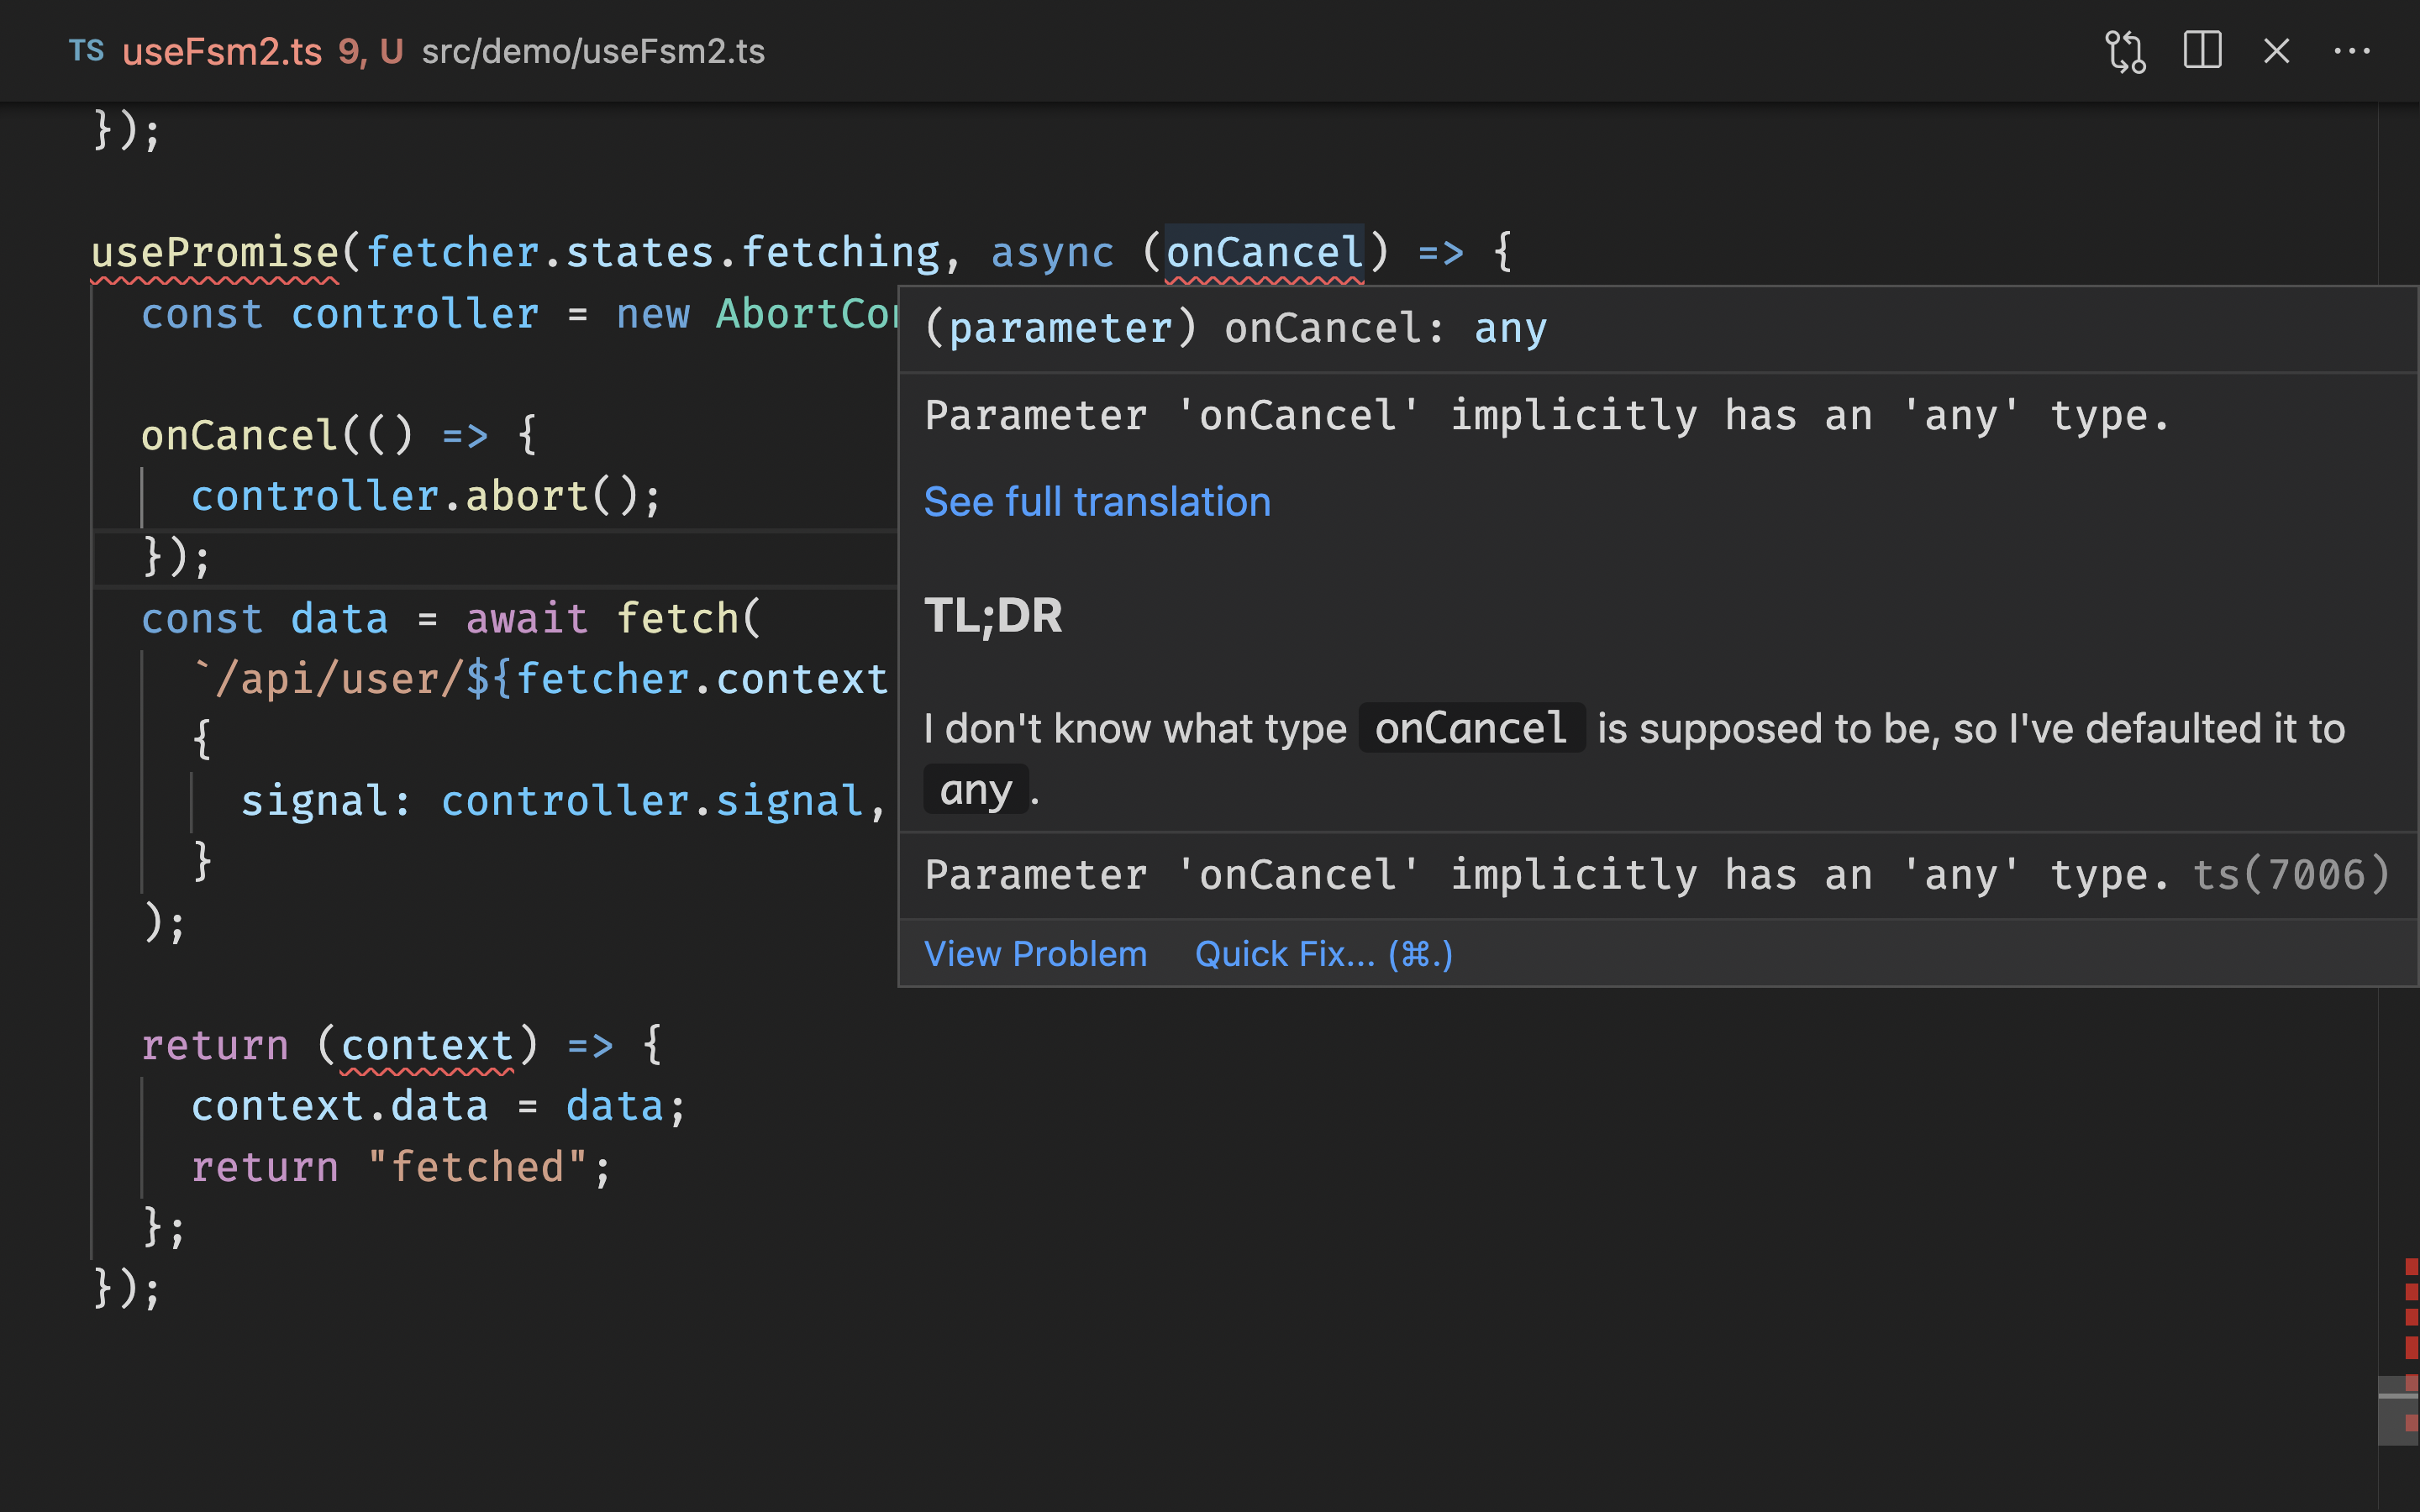 TS useFsm2.ts 9, U src/demo/useFsm2.ts
});
usePromise(fetcher.states.fetching, async (onCancel) => {
const controller = new AbortCon
(parameter) onCancel: any
Parameter 'onCancel' implicitly has an 'any' type.
See full translation
TL;DR
I don't know what type onCancel is supposed to be, so I've defaulted it to
any.
Parameter 'onCancel' implicitly has an 'any' type. ts(7006)
View Problem Quick Fix... (⌘.)
onCancel(() => {
controller.abort();
});
const data = await fetch(
`/api/user/${fetcher.context
{
signal: controller.signal,
}
);
return (context) => {
context.data = data;
return "fetched";
};
});